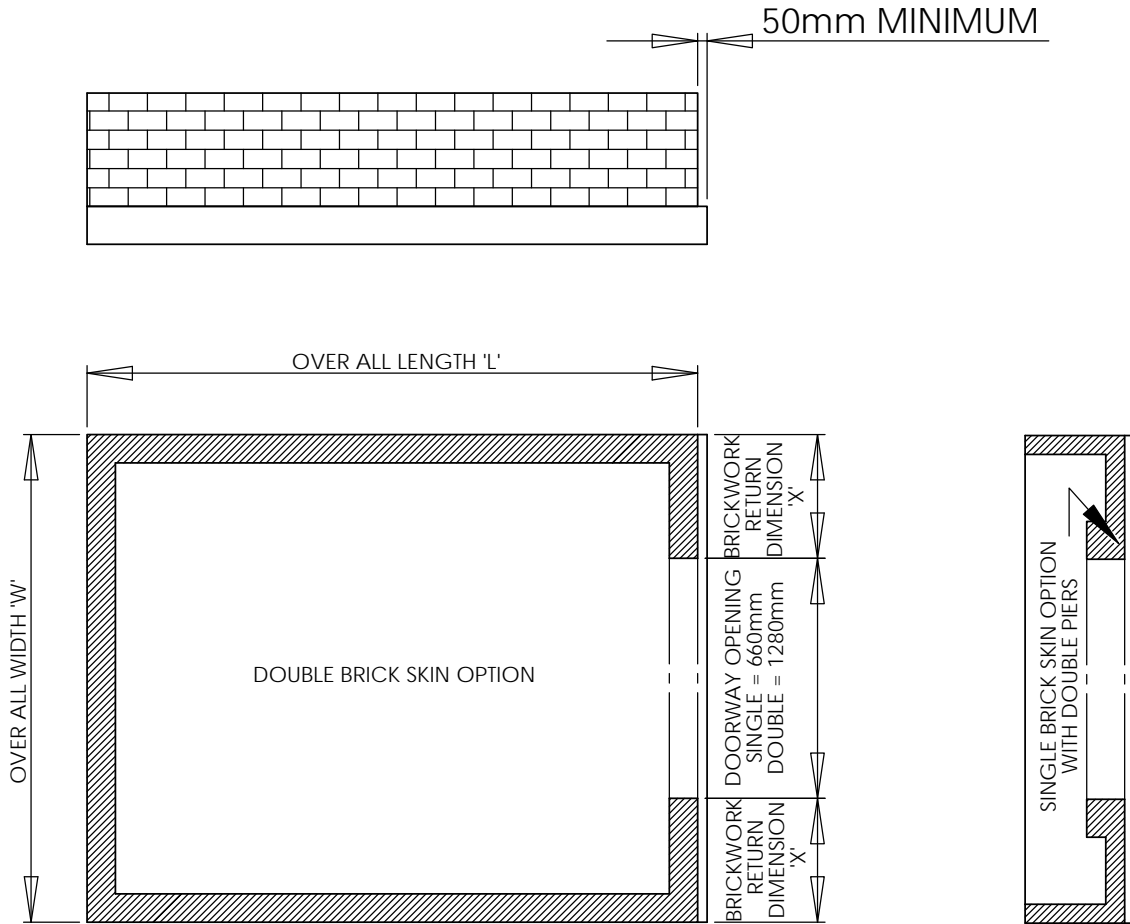 50mm MINIMUM
OVER ALL LENGTH 'L'
OVER ALL WIDTH 'W'
DOUBLE BRICK SKIN OPTION
BRICKWORK
RETURN
DIMENSION
'X'
DOORWAY OPENING
SINGLE = 660mm
DOUBLE = 1280mm
BRICKWORK
RETURN
DIMENSION
'X'
SINGLE BRICK SKIN OPTION
WITH DOUBLE PIERS